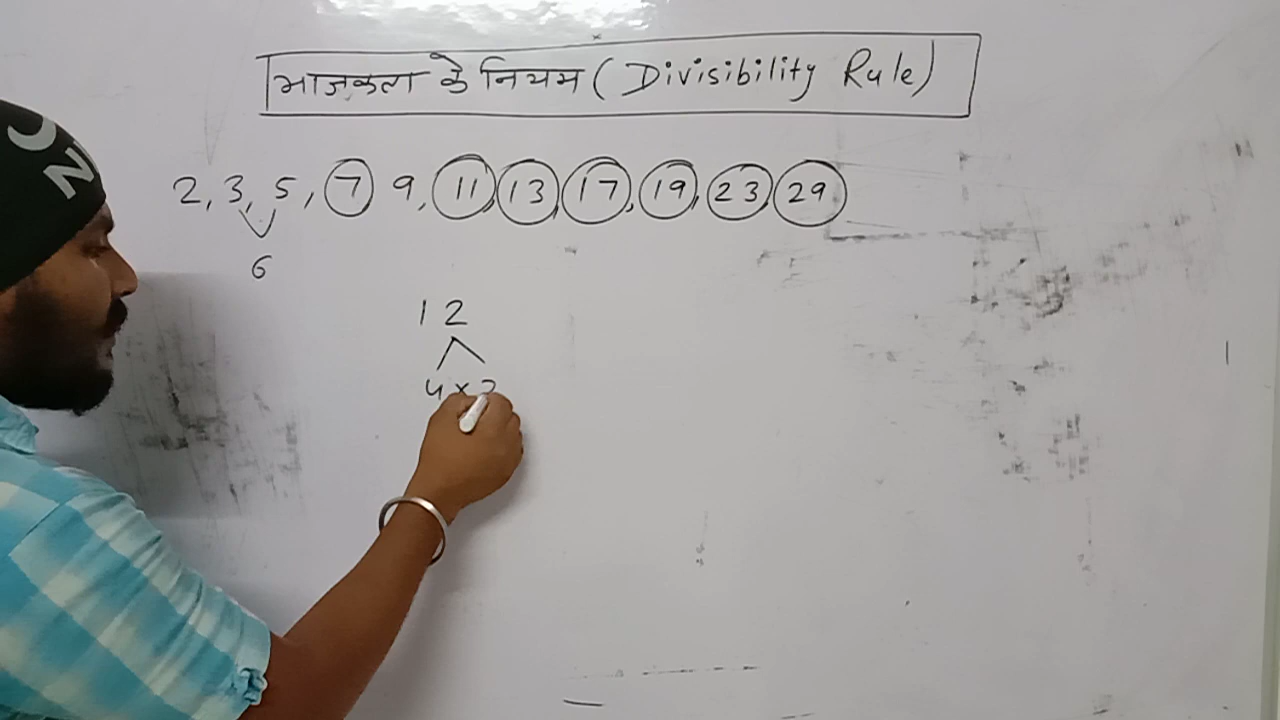 भाजकता के नियम ( Divisibility Rule )
2, 3, 5, 7 9, 11, 13, 17, 19, 23, 29
6
12
4 ×